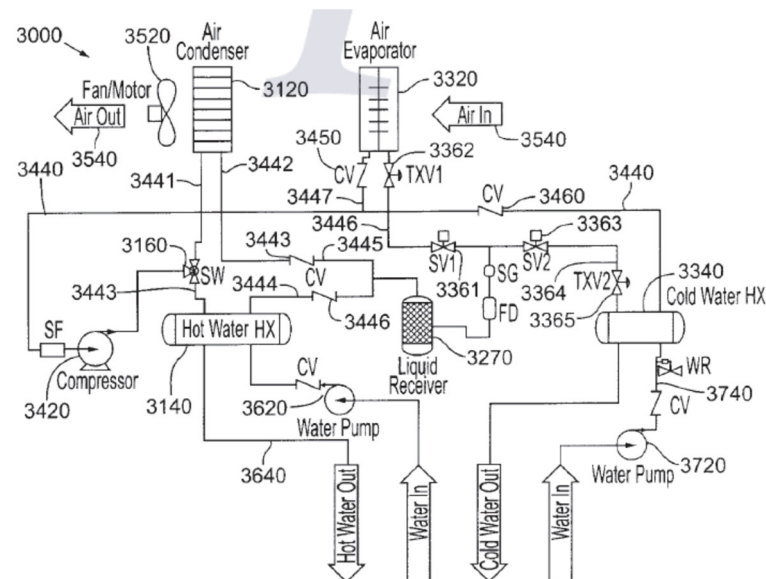 3000
3520
Air
Condenser
Air
Evaporator
Fan/Motor
3120
3320
Air Out
Air In
3540
3540
3450
3362
3440
3441
3442
CV
TXV1
3447
3446
CV
3460
3440
3363
3160
SW
3443
3443
3445
CV
3444
3446
SV1
3361
SV2
SG
FD
TXV2
3364
3365
3340
Cold Water HX
SF
Compressor
3420
Hot Water HX
3140
Liquid
Receiver
3270
WR
3740
CV
CV
3620
Water Pump
3640
Water Pump
3720
Hot Water Out
Water In
Cold Water Out
Water In